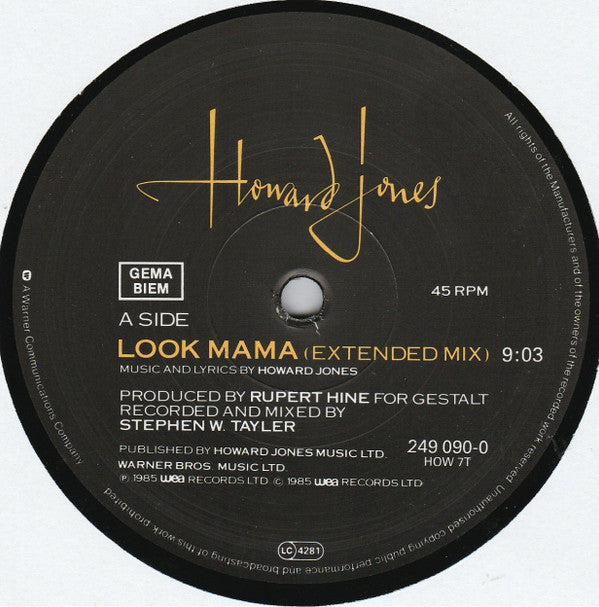 Howard Jones
GEMA
BIEM
45 RPM
A SIDE
LOOK MAMA (EXTENDED MIX) 9:03
MUSIC AND LYRICS BY HOWARD JONES
PRODUCED BY RUPERT HINE FOR GESTALT
RECORDED AND MIXED BY
STEPHEN W. TAYLER
249 090-0
HOW 7T
PUBLISHED BY HOWARD JONES MUSIC LTD.
WARNER BROS. MUSIC LTD.
℗ 1985 wea RECORDS LTD © 1985 wea RECORDS LTD
LC 4281
A Warner Communications Company
All rights of the Manufacturers and of the owners of the recorded work reserved. Unauthorised copying public performance and broadcasting of this work prohibited